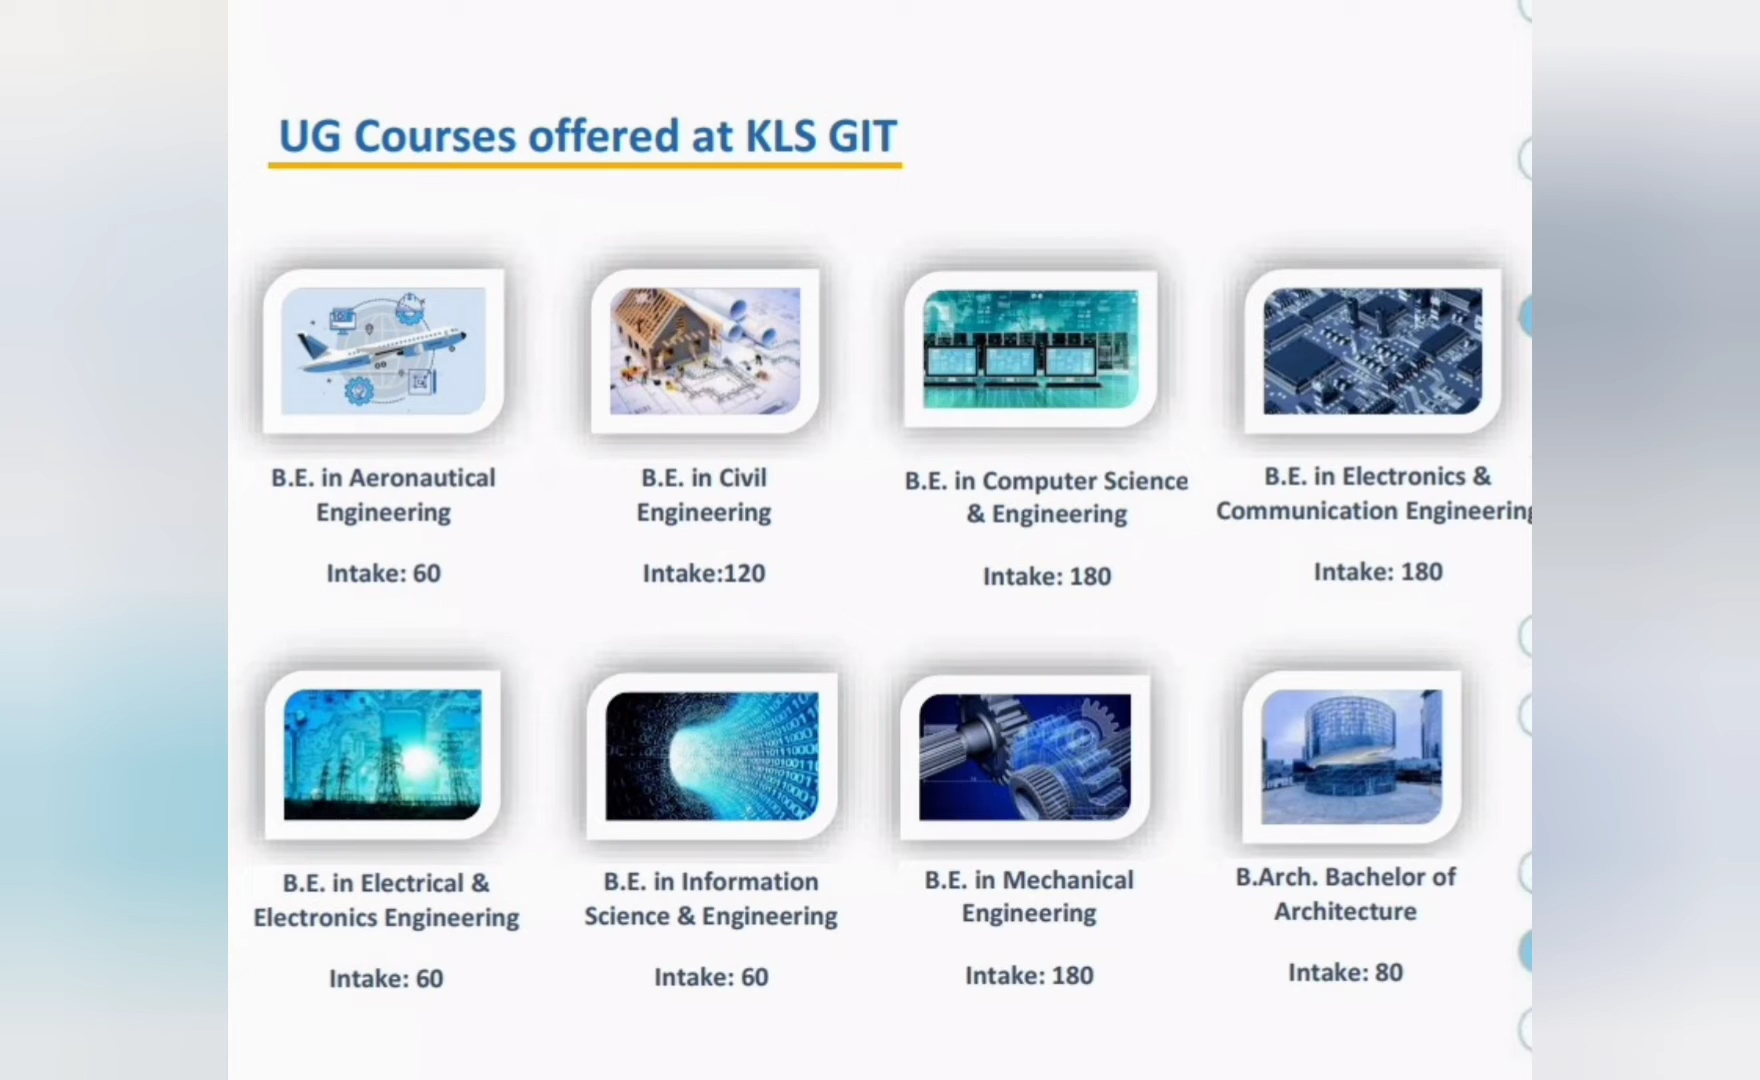 UG Courses offered at KLS GIT
B.E. in Aeronautical
Engineering
Intake: 60
B.E. in Civil
Engineering
Intake:120
B.E. in Computer Science
& Engineering
Intake: 180
B.E. in Electronics &
Communication Engineering
Intake: 180
B.E. in Electrical &
Electronics Engineering
Intake: 60
B.E. in Information
Science & Engineering
Intake: 60
B.E. in Mechanical
Engineering
Intake: 180
B.Arch. Bachelor of
Architecture
Intake: 80